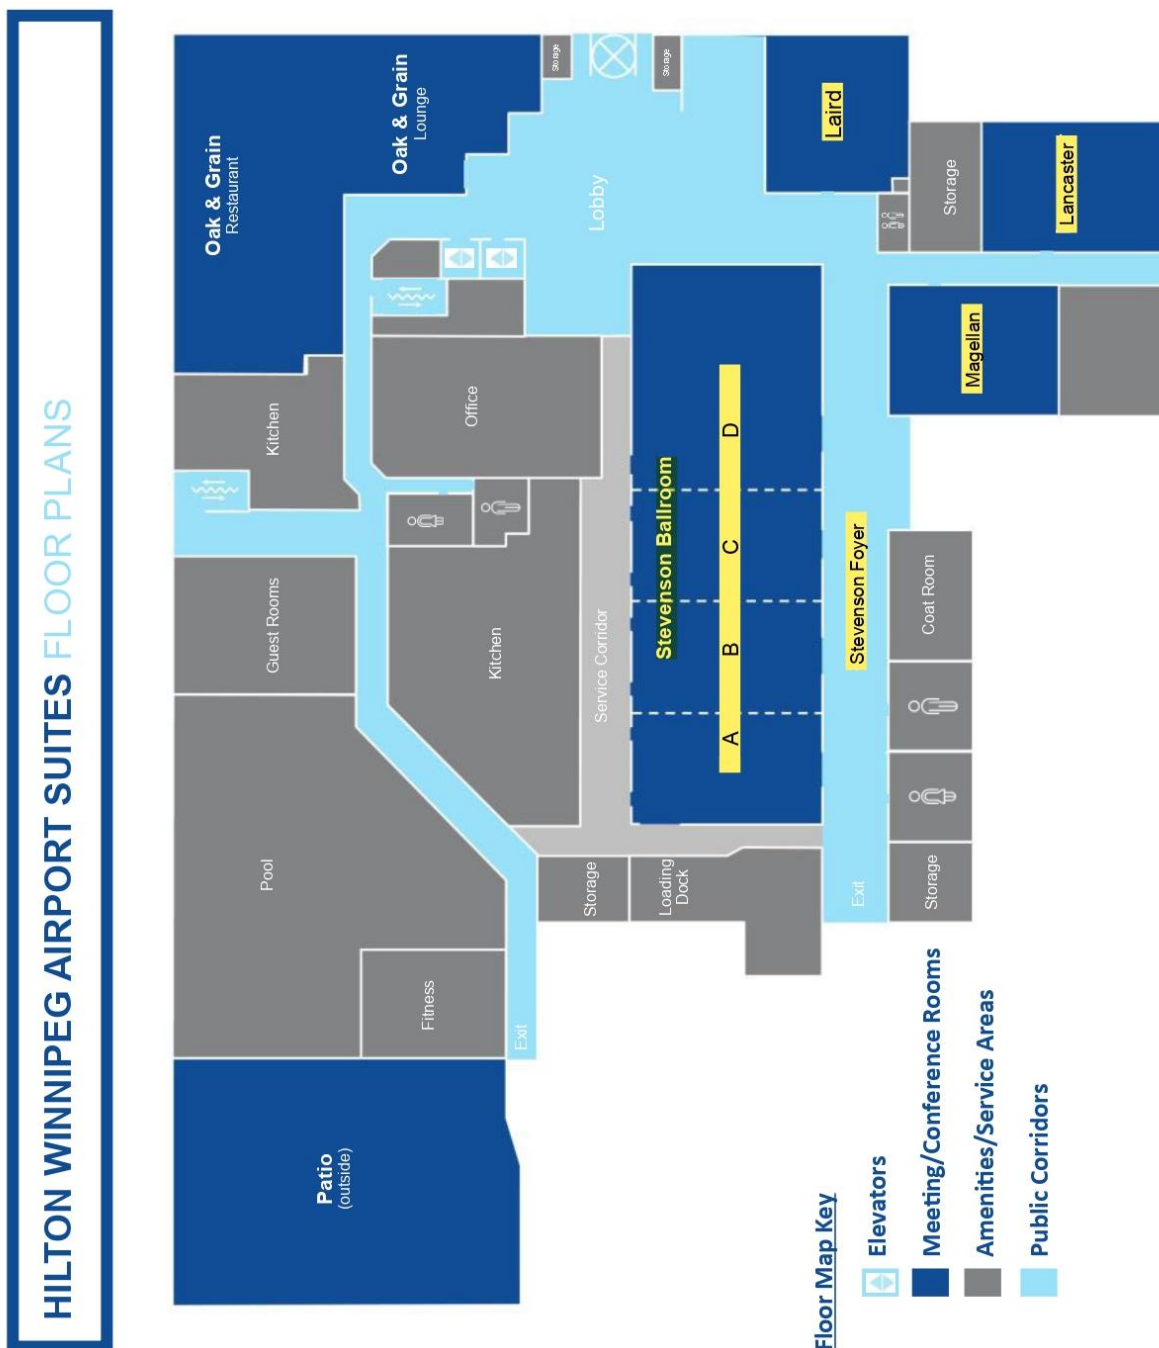 HILTON WINNIPEG AIRPORT SUITES FLOOR PLANS
Patio
(outside)
Pool
Fitness
Exit
Guest Rooms
Kitchen
Oak & Grain
Restaurant
Oak & Grain
Lounge
Storage
Storage
Lobby
Office
Kitchen
Service Corridor
Storage
Loading
Dock
Stevenson Ballroom
A
B
C
D
Stevenson Foyer
Exit
Storage
Coat Room
Magellan
Laird
Storage
Lancaster
Floor Map Key
Elevators
Meeting/Conference Rooms
Amenities/Service Areas
Public Corridors